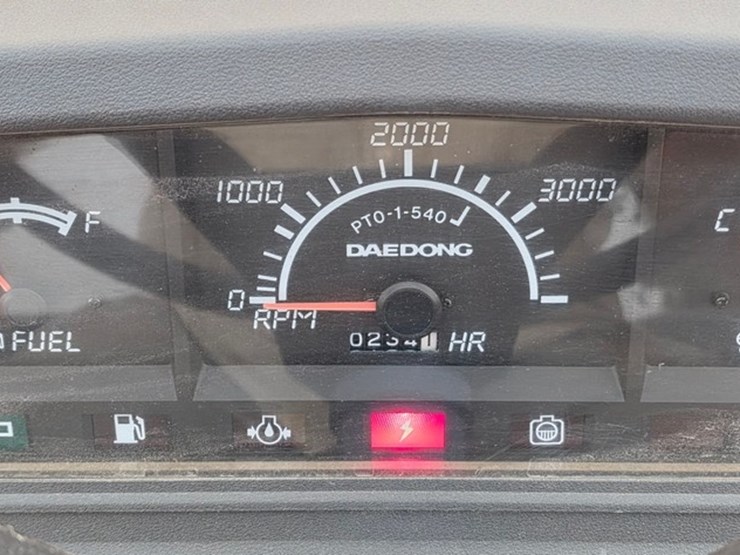 2000
1000
3000
PTO-1-540
DAEDONG
F
C
0
RPM
HR
FUEL